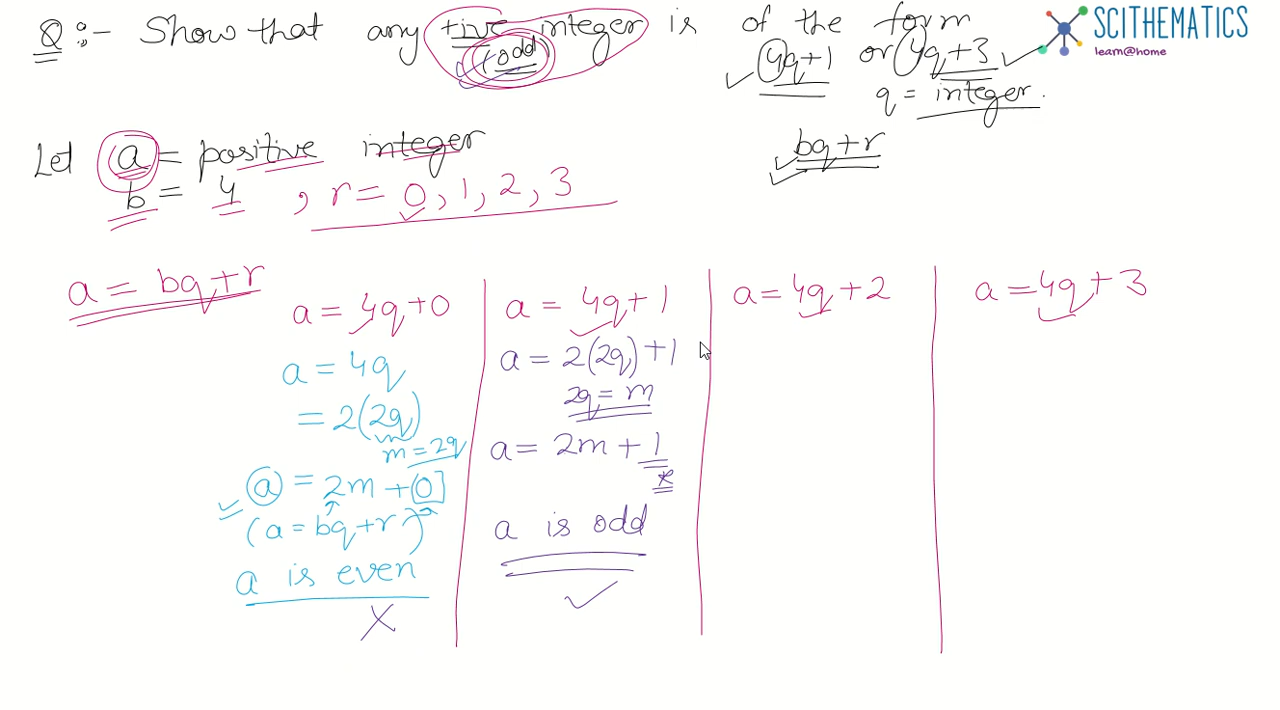 Q:- Show that any +ive integer is of the form
(odd) 4q+1 or 4q+3
q = integer.
SCITHEMATICS
learn@home
Let a = positive integer
bq+r
b = 4 , r = 0, 1, 2, 3
a = bq+r
a = 4q+0
a = 4q
= 2(2q)
m = 2q
a = 2m + 0
(a = bq+r)
a is even
a = 4q+1
a = 2(2q)+1
2q = m
a = 2m + 1
a is odd
a = 4q+2
a = 4q+3